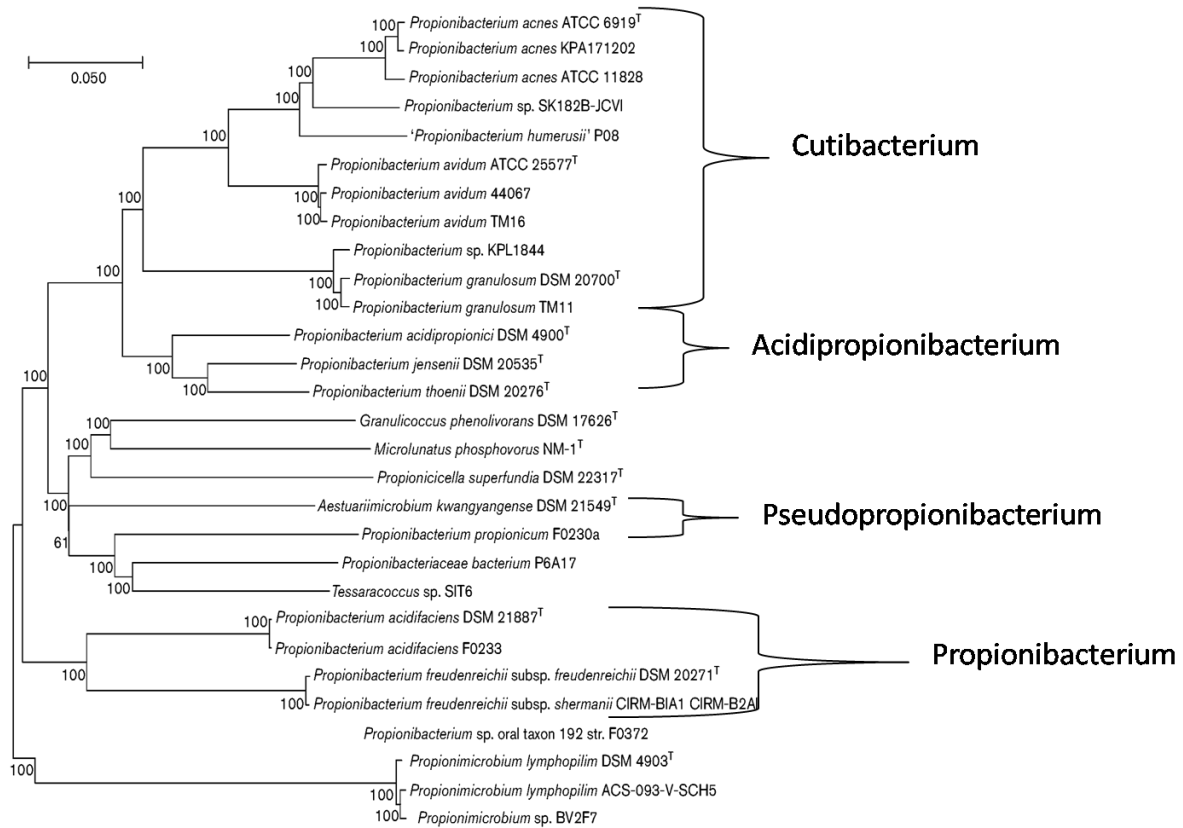 100
Propionibacterium acnes ATCC 6919T
0.050
100
Propionibacterium acnes KPA171202
100
Propionibacterium acnes ATCC 11828
100
Propionibacterium sp. SK182B-JCVI
100
'Propionibacterium humerusii' P08
Cutibacterium
100
Propionibacterium avidum ATCC 25577T
100
Propionibacterium avidum 44067
100
Propionibacterium avidum TM16
100
Propionibacterium sp. KPL1844
100
Propionibacterium granulosum DSM 20700T
100
Propionibacterium granulosum TM11
100
Propionibacterium acidipropionici DSM 4900T
Acidipropionibacterium
100
Propionibacterium jensenii DSM 20535T
100
Propionibacterium thoenii DSM 20276T
100
Granulicoccus phenolivorans DSM 17626T
100
Microlunatus phosphovorus NM-1T
100
Propionicicella superfundia DSM 22317T
100
Aestuariimicrobium kwangyangense DSM 21549T
Pseudopropionibacterium
61
Propionibacterium propionicum F0230a
100
Propionibacteriaceae bacterium P6A17
100
Tessaracoccus sp. SIT6
100
Propionibacterium acidifaciens DSM 21887T
Propionibacterium acidifaciens F0233
Propionibacterium
100
Propionibacterium freudenreichii subsp. freudenreichii DSM 20271T
100
Propionibacterium freudenreichii subsp. shermanii CIRM-BIA1 CIRM-B2AI
Propionibacterium sp. oral taxon 192 str. F0372
100
Propionimicrobium lymphopilim DSM 4903T
100
Propionimicrobium lymphopilim ACS-093-V-SCH5
100
Propionimicrobium sp. BV2F7